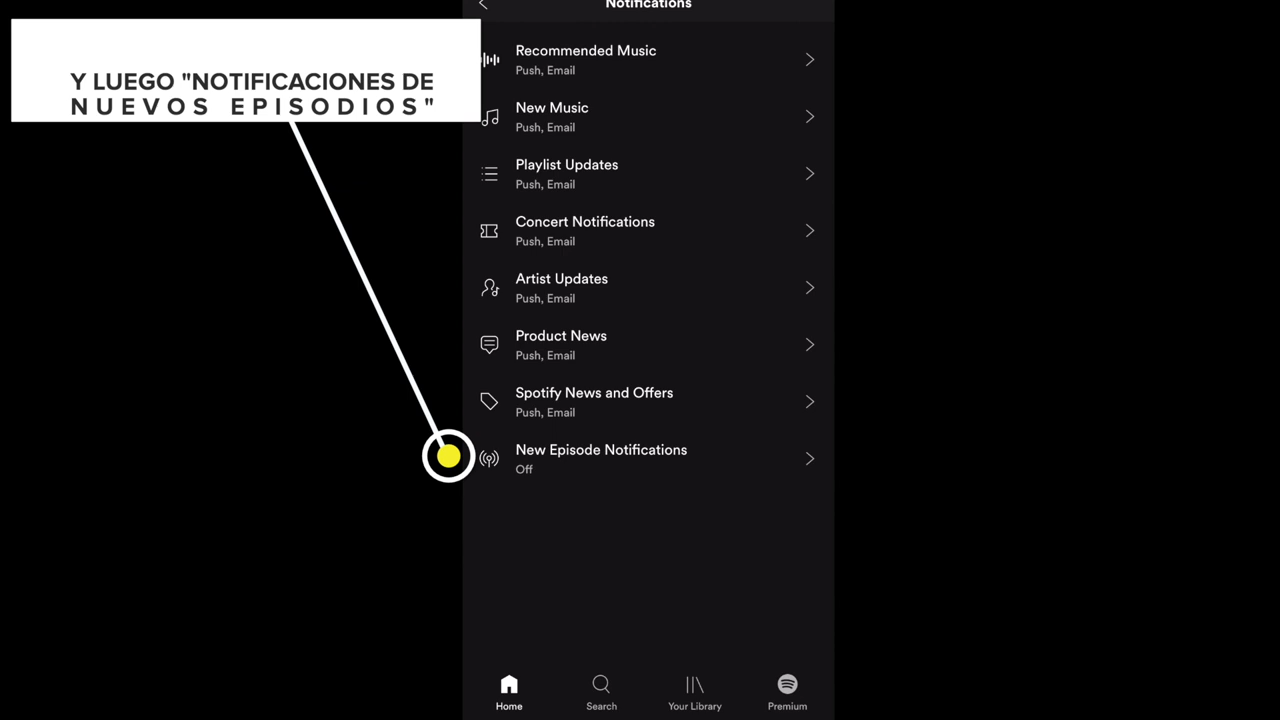 Notifications
Y LUEGO "NOTIFICACIONES DE
NUEVOS EPISODIOS"
Recommended Music
Push, Email
New Music
Push, Email
Playlist Updates
Push, Email
Concert Notifications
Push, Email
Artist Updates
Push, Email
Product News
Push, Email
Spotify News and Offers
Push, Email
New Episode Notifications
Off
Home Search Your Library Premium